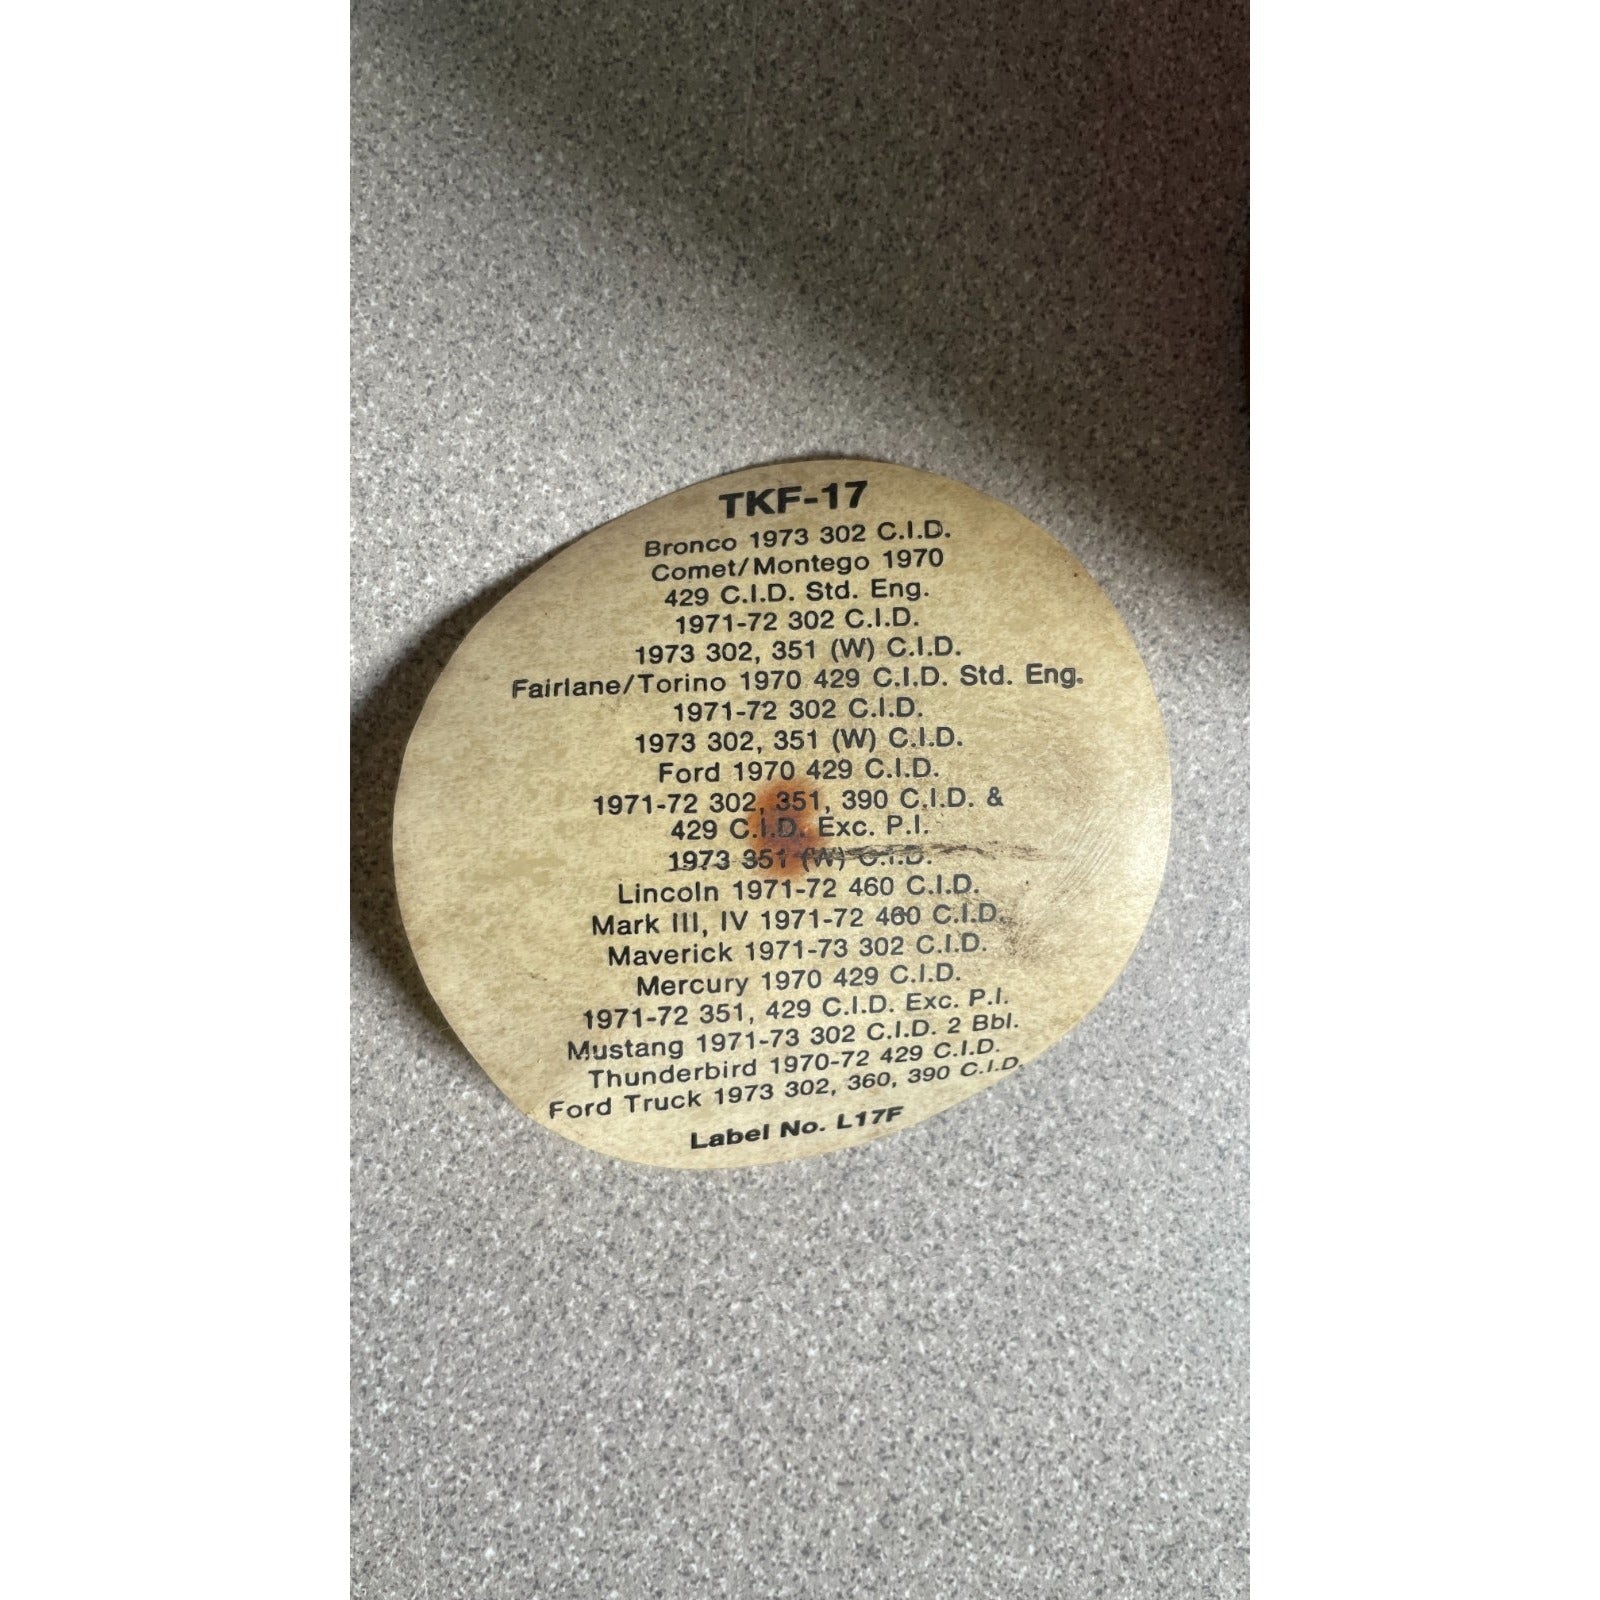 TKF-17
Bronco 1973 302 C.I.D.
Comet/Montego 1970
429 C.I.D. Std. Eng.
1971-72 302 C.I.D.
1973 302, 351 (W) C.I.D.
Fairlane/Torino 1970 429 C.I.D. Std. Eng.
1971-72 302 C.I.D.
1973 302, 351 (W) C.I.D.
Ford 1970 429 C.I.D.
1971-72 302, 351, 390 C.I.D. &
429 C.I.D. Exc. P.I.
1973 351 (W) C.I.D.
Lincoln 1971-72 460 C.I.D.
Mark III, IV 1971-72 460 C.I.D.
Maverick 1971-73 302 C.I.D.
Mercury 1970 429 C.I.D.
1971-72 351, 429 C.I.D. Exc. P.I.
Mustang 1971-73 302 C.I.D. 2 Bbl.
Thunderbird 1970-72 429 C.I.D.
Ford Truck 1973 302, 360, 390 C.I.D.
Label No. L17F